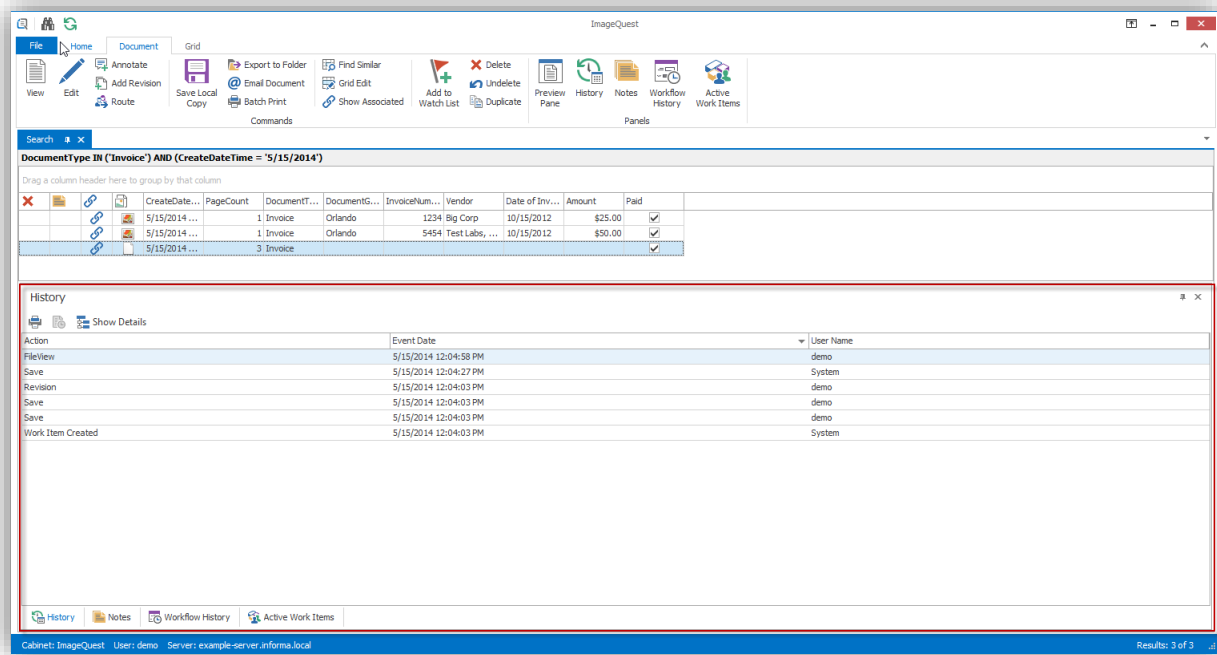 ImageQuest
File Home Document Grid
View
Edit
Annotate
Add Revision
Route
Save Local
Copy
Export to Folder
Email Document
Batch Print
Find Similar
Grid Edit
Show Associated
Add to
Watch List
Delete
Undelete
Duplicate
Preview
Pane
History
Notes
Workflow
History
Active
Work Items
Commands
Panels
Search
DocumentType IN ('Invoice') AND (CreateDateTime = '5/15/2014')
Drag a column header here to group by that column
CreateDate... PageCount DocumentT... DocumentG... InvoiceNum... Vendor Date of Inv... Amount Paid
5/15/2014 ... 1 Invoice Orlando 1234 Big Corp 10/15/2012 $25.00
5/15/2014 ... 1 Invoice Orlando 5454 Test Labs, ... 10/15/2012 $50.00
5/15/2014 ... 3 Invoice
History
Show Details
Action Event Date User Name
FileView 5/15/2014 12:04:58 PM demo
Save 5/15/2014 12:04:27 PM System
Revision 5/15/2014 12:04:03 PM demo
Save 5/15/2014 12:04:03 PM demo
Save 5/15/2014 12:04:03 PM demo
Work Item Created 5/15/2014 12:04:03 PM System
History Notes Workflow History Active Work Items
Cabinet: ImageQuest User: demo Server: example-server.informa.local Results: 3 of 3